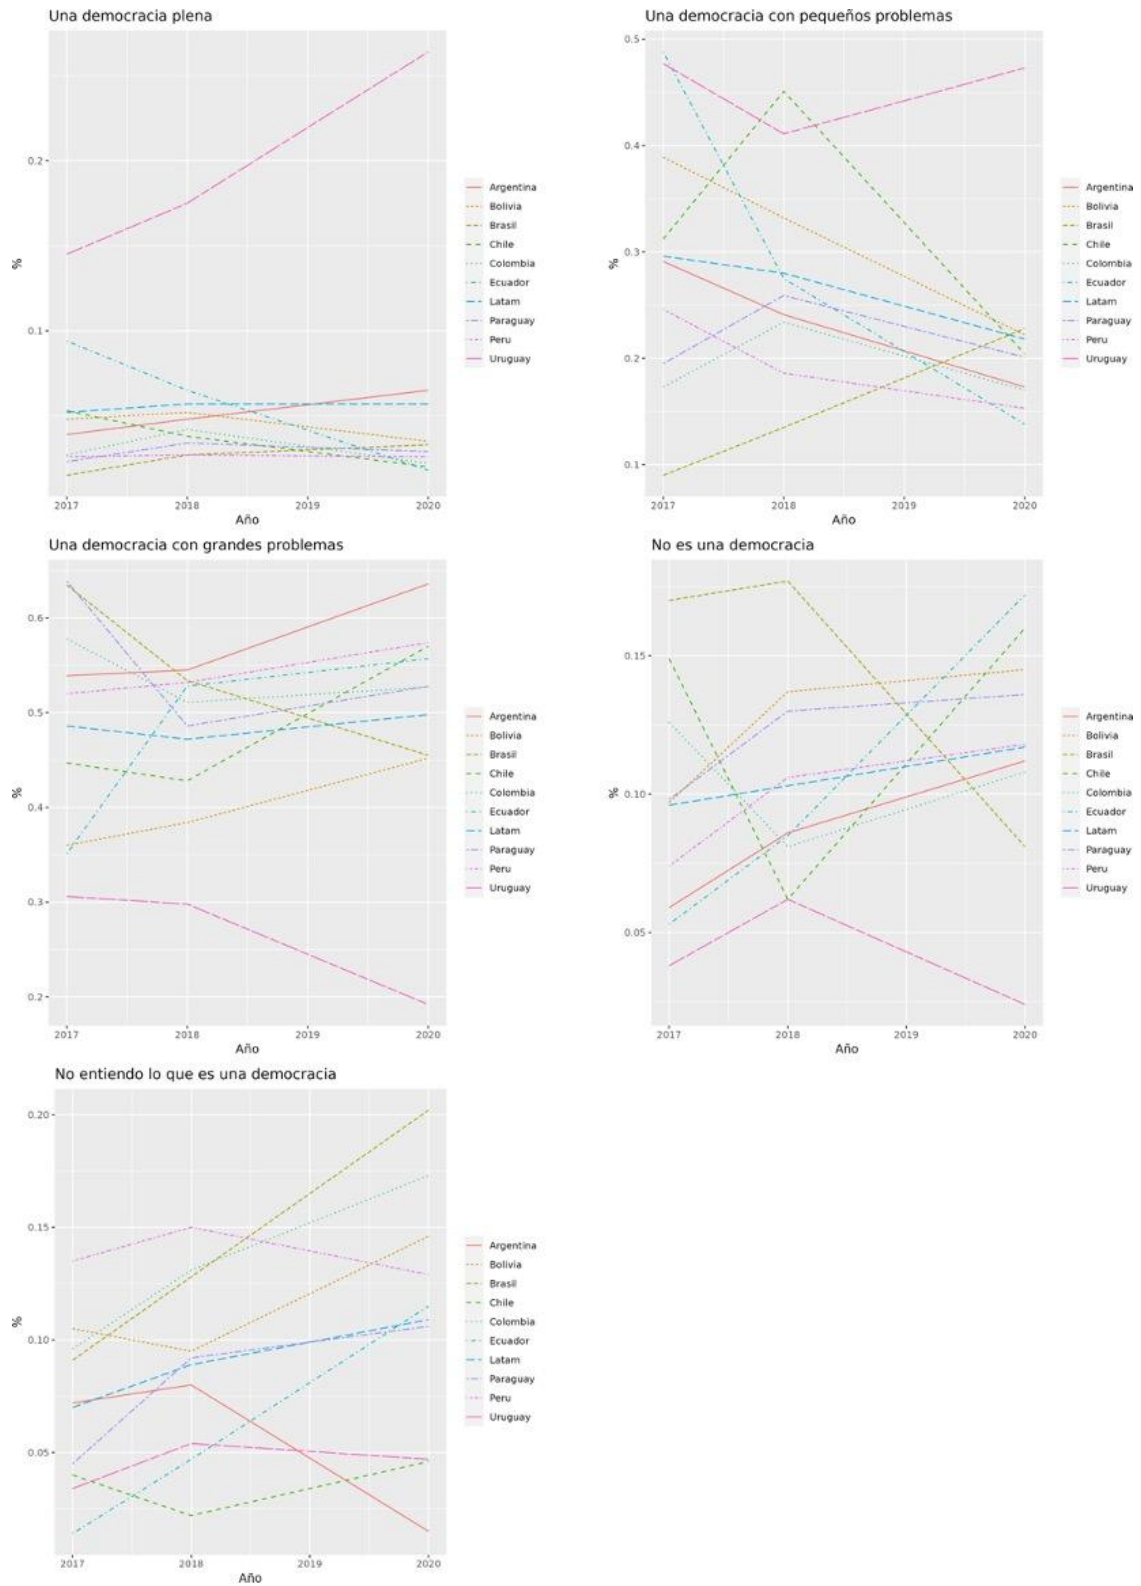 Una democracia plena
0.2
0.1
%
2017 2018 2019 2020
Año
Argentina
Bolivia
Brasil
Chile
Colombia
Ecuador
Latam
Paraguay
Peru
Uruguay
Una democracia con pequeños problemas
0.5
0.4
0.3
0.2
0.1
%
2017 2018 2019 2020
Año
Argentina
Bolivia
Brasil
Chile
Colombia
Ecuador
Latam
Paraguay
Peru
Uruguay
Una democracia con grandes problemas
0.6
0.5
0.4
0.3
0.2
%
2017 2018 2019 2020
Año
Argentina
Bolivia
Brasil
Chile
Colombia
Ecuador
Latam
Paraguay
Peru
Uruguay
No es una democracia
0.15
0.10
0.05
%
2017 2018 2019 2020
Año
Argentina
Bolivia
Brasil
Chile
Colombia
Ecuador
Latam
Paraguay
Peru
Uruguay
No entiendo lo que es una democracia
0.20
0.15
0.10
0.05
%
2017 2018 2019 2020
Año
Argentina
Bolivia
Brasil
Chile
Colombia
Ecuador
Latam
Paraguay
Peru
Uruguay